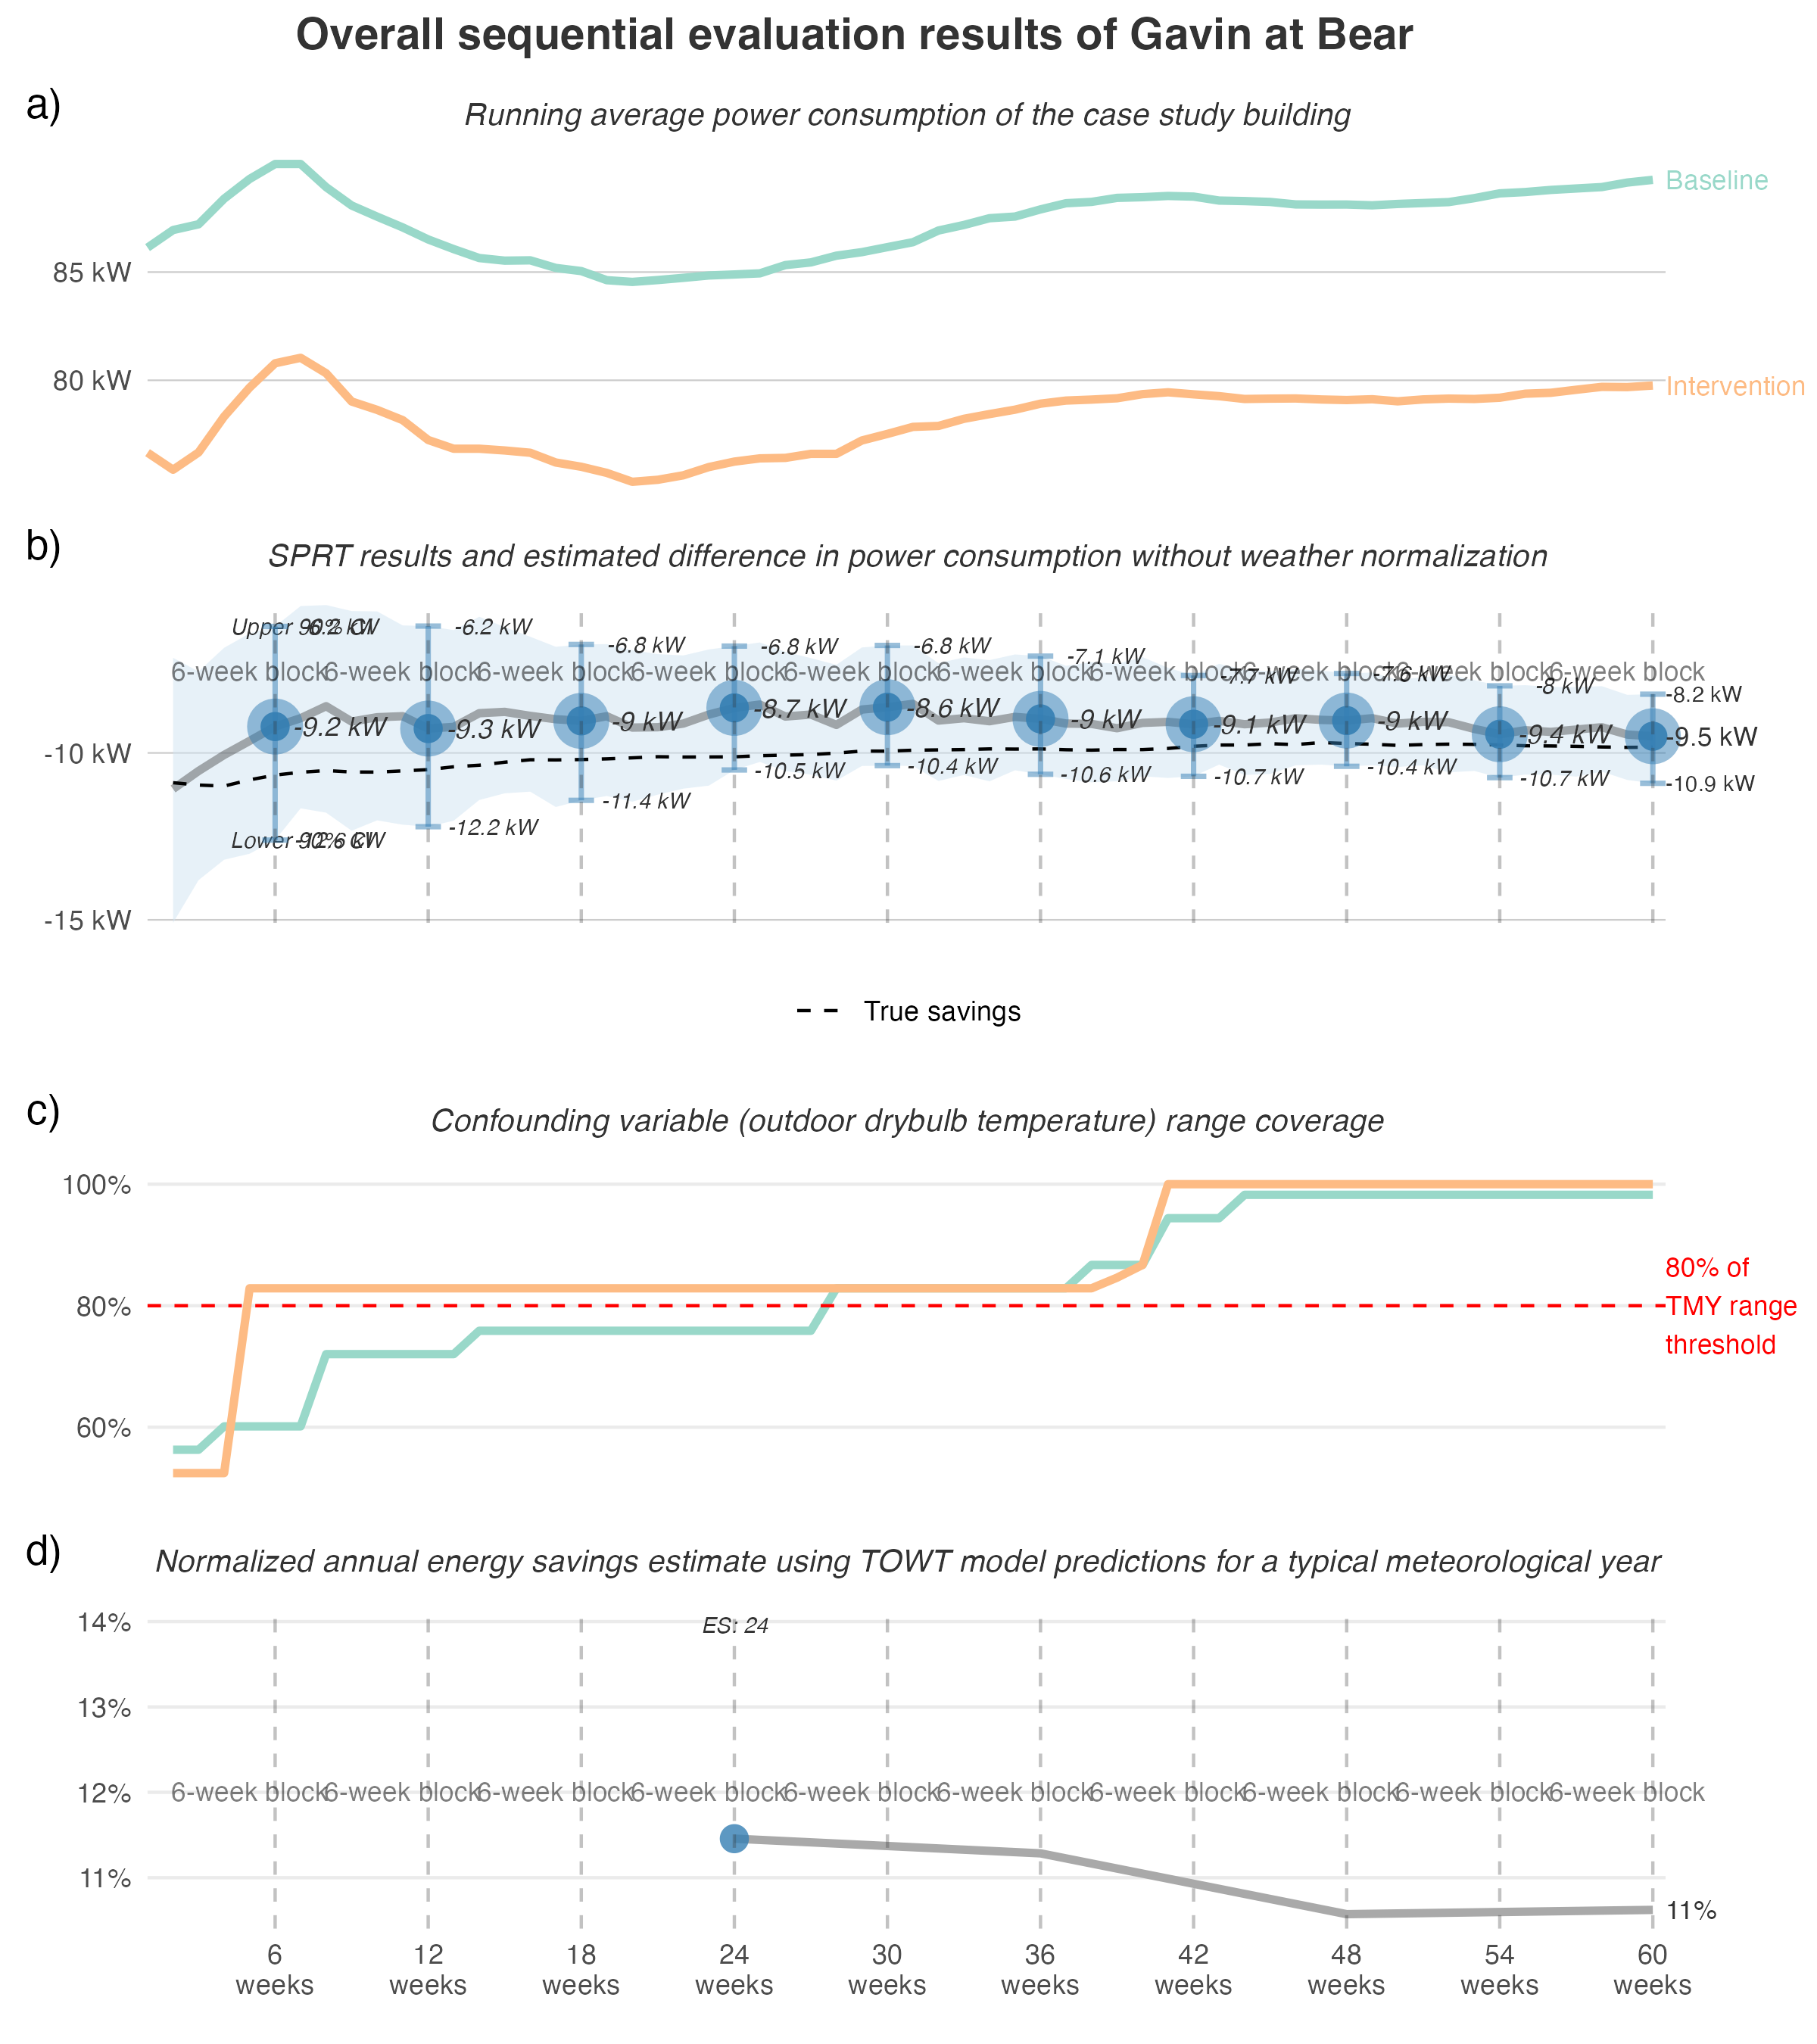 Overall sequential evaluation results of Gavin at Bear
a)
Running average power consumption of the case study building
Baseline
85 kW
80 kW
Intervention
b)
SPRT results and estimated difference in power consumption without weather normalization
Upper 90% CI
-6.2 kW
-6.2 kW
-6.8 kW
-6.8 kW
-6.8 kW
-7.1 kW
-7.7 kW
-7.6 kW
-8 kW
-8.2 kW
6-week block
6-week block
6-week block
6-week block
6-week block
6-week block
6-week block
6-week block
6-week block
6-week block
-9.2 kW
-9.3 kW
-9 kW
-8.7 kW
-8.6 kW
-9 kW
-9.1 kW
-9 kW
-9.4 kW
-9.5 kW
-10 kW
Lower 90% CI
-12.6 kW
-12.2 kW
-11.4 kW
-10.5 kW
-10.4 kW
-10.6 kW
-10.7 kW
-10.4 kW
-10.7 kW
-10.9 kW
-15 kW
True savings
c)
Confounding variable (outdoor drybulb temperature) range coverage
100%
80%
60%
80% of
TMY range
threshold
d)
Normalized annual energy savings estimate using TOWT model predictions for a typical meteorological year
14%
ES: 24
13%
12%
6-week block
6-week block
6-week block
6-week block
6-week block
6-week block
6-week block
6-week block
6-week block
6-week block
11%
11%
6
weeks
12
weeks
18
weeks
24
weeks
30
weeks
36
weeks
42
weeks
48
weeks
54
weeks
60
weeks